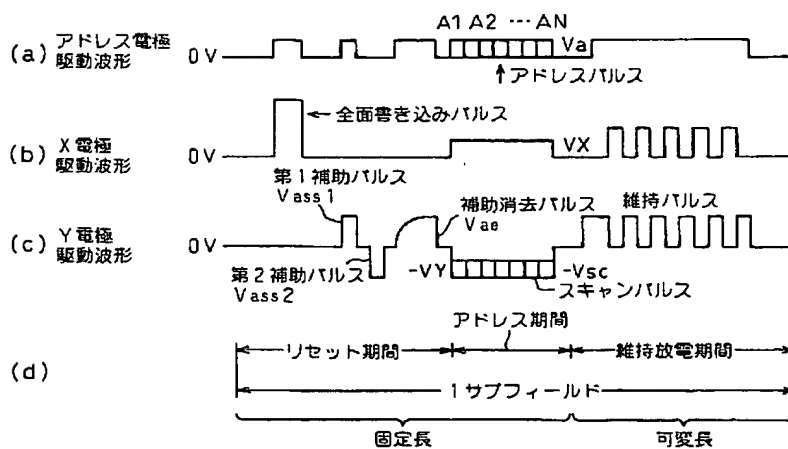 A1 A2 ･･･ AN
(a) アドレス電極
駆動波形
0V
Va
アドレスパルス
全面書き込みパルス
(b) X電極
駆動波形
0V
VX
第1補助パルス
Vass1
補助消去パルス
Vae
維持パルス
(c) Y電極
駆動波形
0V
第2補助パルス
Vass2
-VY
-Vsc
スキャンパルス
アドレス期間
(d)
リセット期間
維持放電期間
1サブフィールド
固定長
可変長